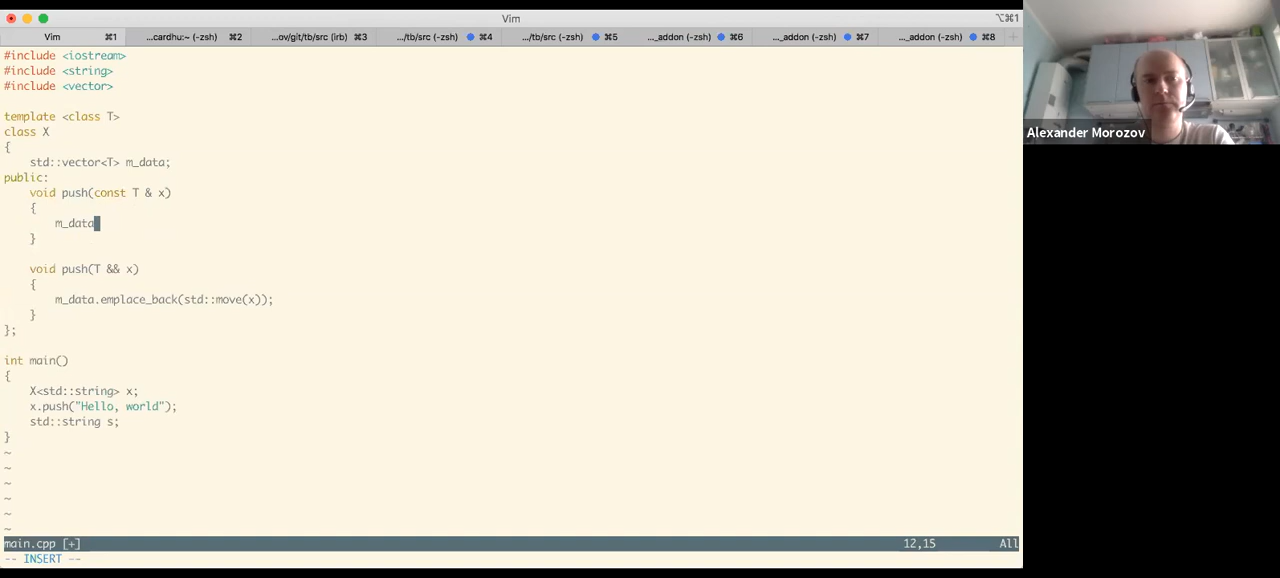 Vim
⌥⌘1
Vim ⌘1 ...cardhu:~ (-zsh) ⌘2 ...ov/git/tb/src (irb) ⌘3 .../tb/src (-zsh) ⌘4 .../tb/src (-zsh) ⌘5 ..._addon (-zsh) ⌘6 ..._addon (-zsh) ⌘7 ..._addon (-zsh) ⌘8
#include <iostream>
#include <string>
#include <vector>
template <class T>
class X
{
std::vector<T> m_data;
public:
void push(const T & x)
{
m_data
}
void push(T && x)
{
m_data.emplace_back(std::move(x));
}
};
int main()
{
X<std::string> x;
x.push("Hello, world");
std::string s;
}
~
~
~
~
~
~
main.cpp [+] 12,15 All
-- INSERT --
Alexander Morozov